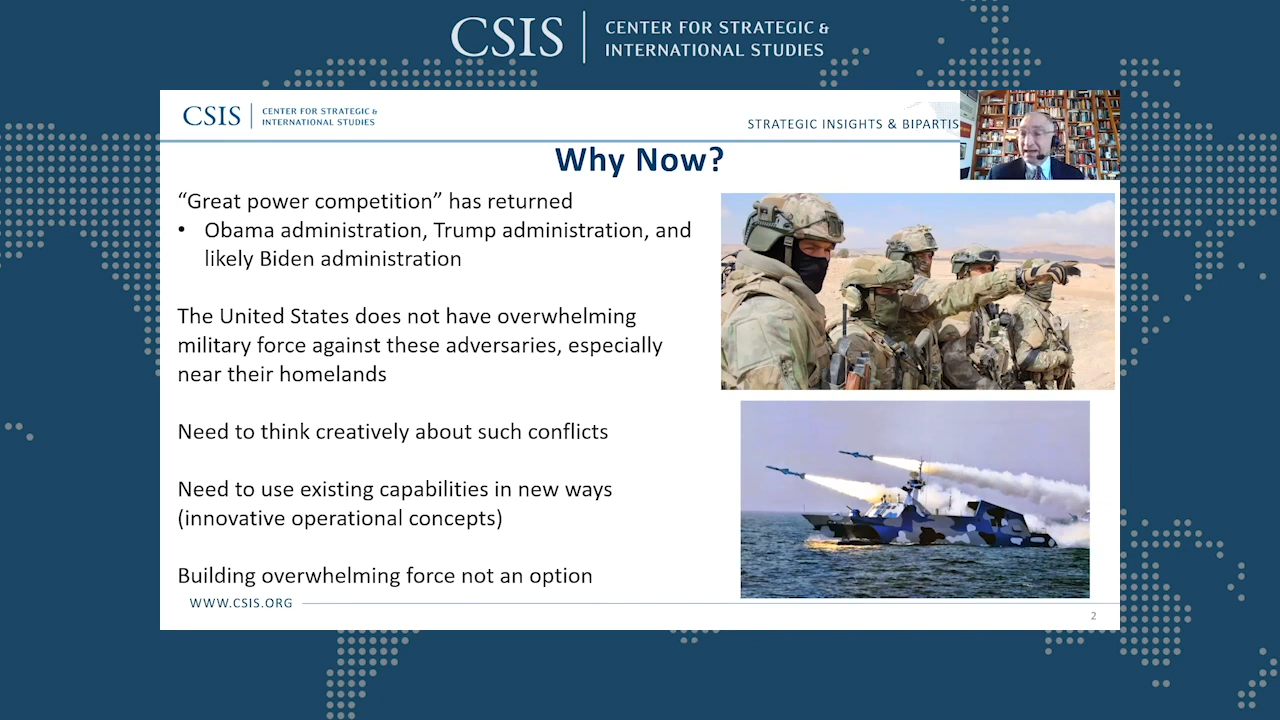 CSIS
CENTER FOR STRATEGIC &
INTERNATIONAL STUDIES
CSIS
CENTER FOR STRATEGIC &
INTERNATIONAL STUDIES
STRATEGIC INSIGHTS & BIPARTIS
Why Now?
“Great power competition” has returned
• Obama administration, Trump administration, and
likely Biden administration
The United States does not have overwhelming
military force against these adversaries, especially
near their homelands
Need to think creatively about such conflicts
Need to use existing capabilities in new ways
(innovative operational concepts)
Building overwhelming force not an option
WWW.CSIS.ORG
2